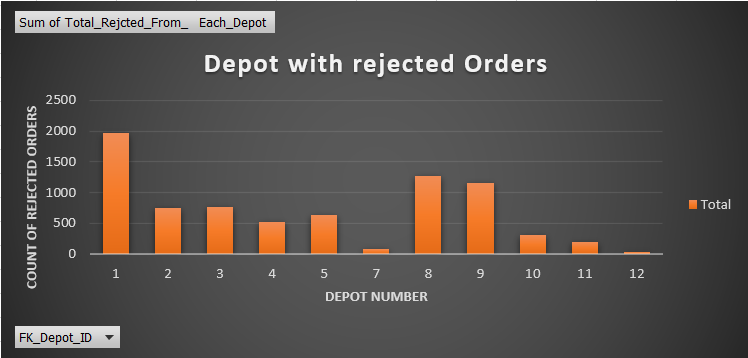 Sum of Total_Rejcted_From_ Each_Depot
Depot with rejected Orders
COUNT OF REJECTED ORDERS
2500
2000
1500
1000
500
0
1 2 3 4 5 7 8 9 10 11 12
DEPOT NUMBER
Total
FK_Depot_ID